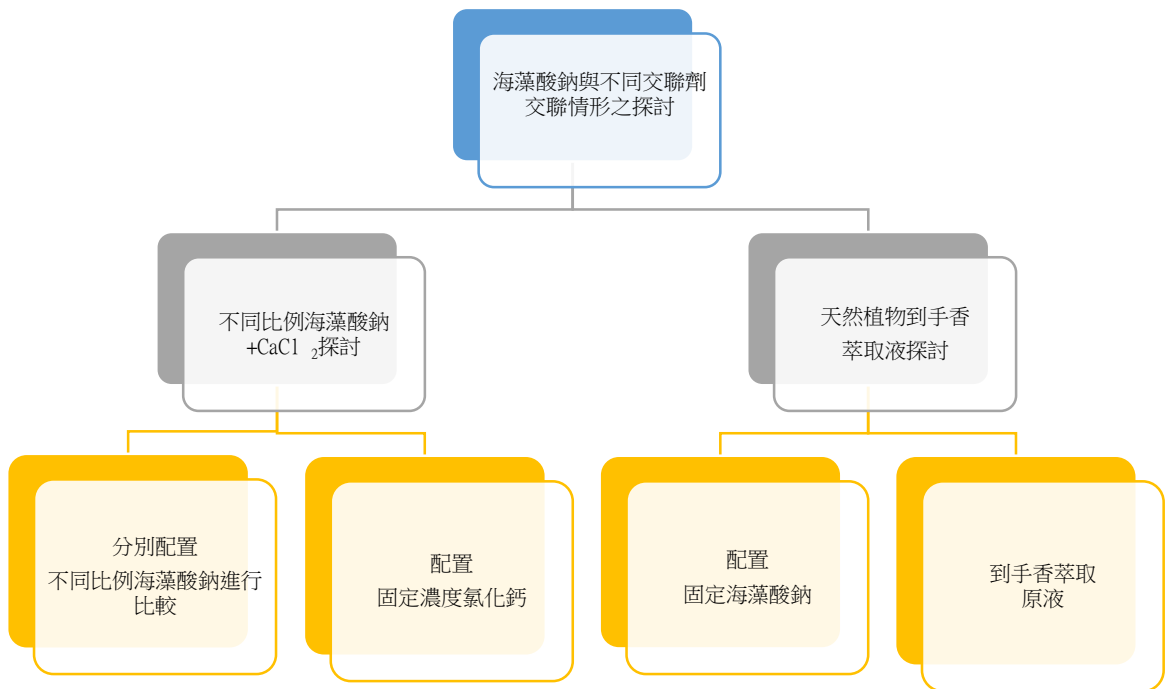 海藻酸鈉與不同交聯劑
交聯情形之探討
不同比例海藻酸鈉
+CaCl ₂探討
天然植物到手香
萃取液探討
分別配置
不同比例海藻酸鈉進行
比較
配置
固定濃度氯化鈣
配置
固定海藻酸鈉
到手香萃取
原液